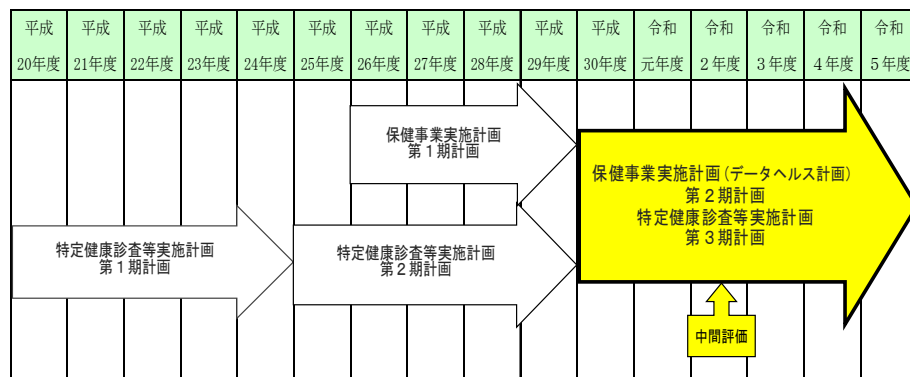 平成 平成 平成 平成 平成 平成 平成 平成 平成 平成 平成 令和 令和 令和 令和 令和
20年度 21年度 22年度 23年度 24年度 25年度 26年度 27年度 28年度 29年度 30年度 元年度 2年度 3年度 4年度 5年度
保健事業実施計画
第1期計画
保健事業実施計画(データヘルス計画)
第2期計画
特定健康診査等実施計画
第3期計画
特定健康診査等実施計画
第1期計画
特定健康診査等実施計画
第2期計画
中間評価